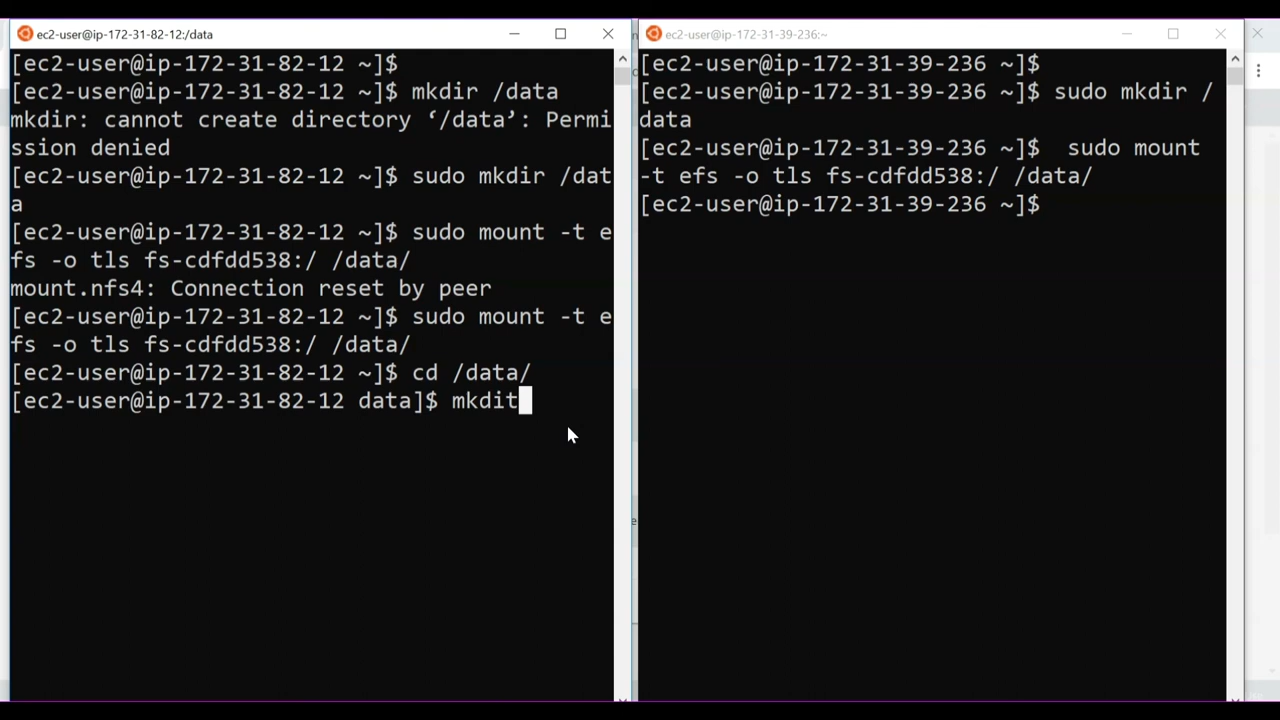 ec2-user@ip-172-31-82-12:/data
[ec2-user@ip-172-31-82-12 ~]$
[ec2-user@ip-172-31-82-12 ~]$ mkdir /data
mkdir: cannot create directory ‘/data’: Permi
ssion denied
[ec2-user@ip-172-31-82-12 ~]$ sudo mkdir /dat
a
[ec2-user@ip-172-31-82-12 ~]$ sudo mount -t e
fs -o tls fs-cdfdd538:/ /data/
mount.nfs4: Connection reset by peer
[ec2-user@ip-172-31-82-12 ~]$ sudo mount -t e
fs -o tls fs-cdfdd538:/ /data/
[ec2-user@ip-172-31-82-12 ~]$ cd /data/
[ec2-user@ip-172-31-82-12 data]$ mkdit
ec2-user@ip-172-31-39-236:~
[ec2-user@ip-172-31-39-236 ~]$
[ec2-user@ip-172-31-39-236 ~]$ sudo mkdir /
data
[ec2-user@ip-172-31-39-236 ~]$  sudo mount
-t efs -o tls fs-cdfdd538:/ /data/
[ec2-user@ip-172-31-39-236 ~]$